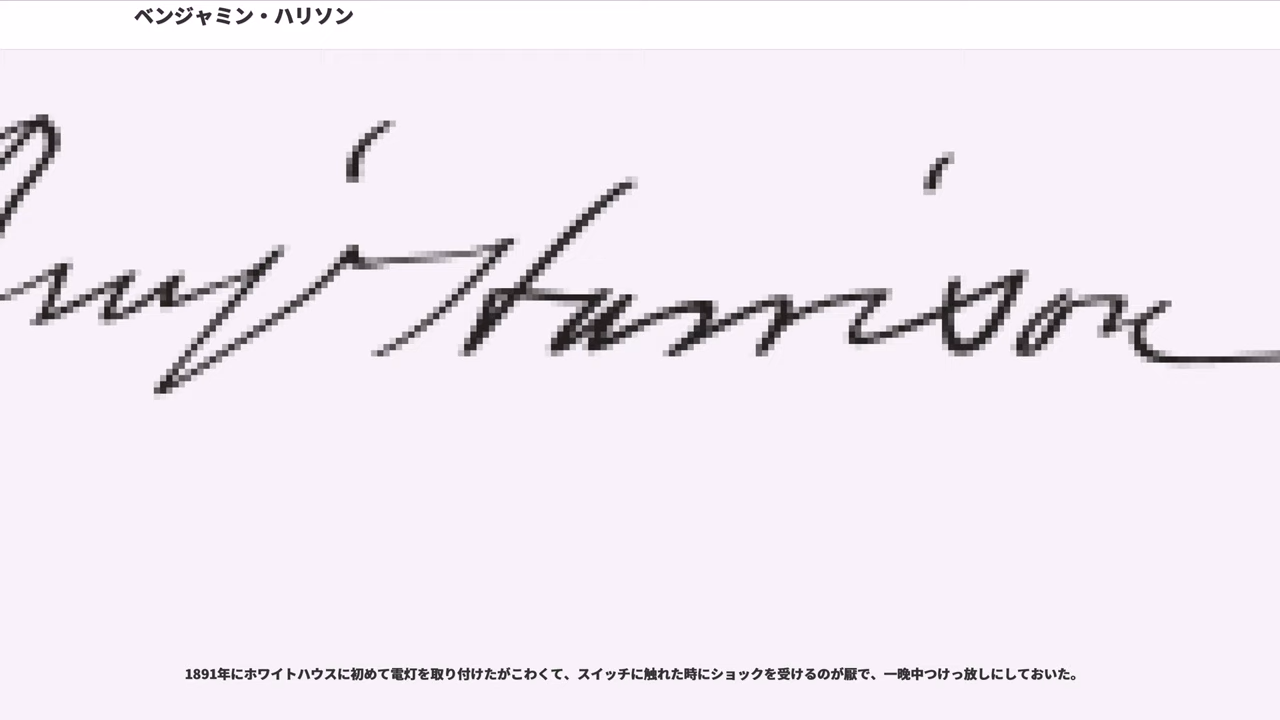 ベンジャミン・ハリソン
Harrison
1891年にホワイトハウスに初めて電灯を取り付けたがこわくて、スイッチに触れた時にショックを受けるのが厭で、一晩中つけっ放しにしておいた。